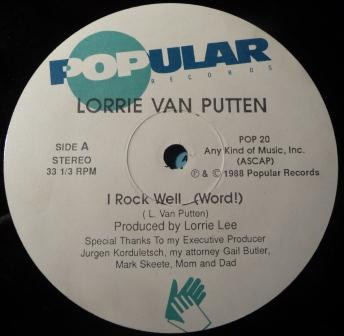 POPULAR
RECORDS
LORRIE VAN PUTTEN
SIDE A
STEREO
33 1/3 RPM
POP 20
Any Kind of Music, Inc.
(ASCAP)
℗ & © 1988 Popular Records
I Rock Well (Word!)
( L. Van Putten)
Produced by Lorrie Lee
Special Thanks To my Executive Producer
Jurgen Korduletsch, my attorney Gail Butler,
Mark Skeete, Mom and Dad